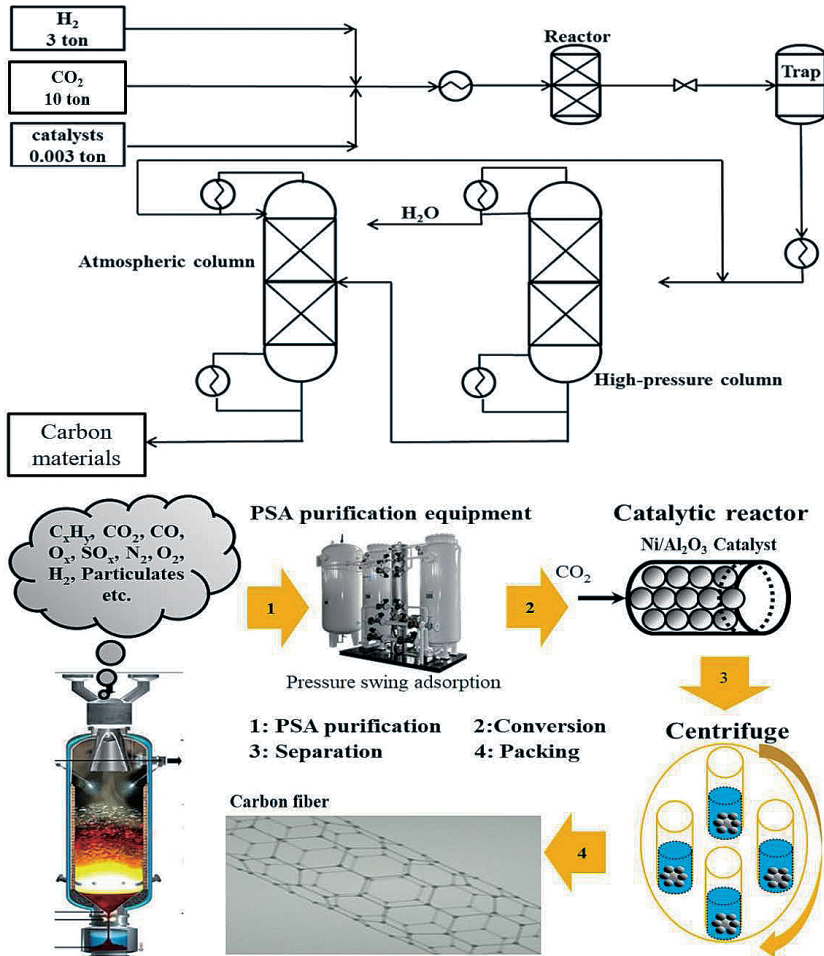 H₂
3 ton
CO₂
10 ton
catalysts
0.003 ton
Reactor
Trap
H₂O
Atmospheric column
High-pressure column
Carbon
materials
CₓHᵧ, CO₂, CO,
Oₓ, SOₓ, N₂, O₂,
H₂, Particulates
etc.
PSA purification equipment
Catalytic reactor
Ni/Al₂O₃ Catalyst
CO₂
1
2
3
Pressure swing adsorption
1: PSA purification 2:Conversion
3: Separation 4: Packing
Centrifuge
Carbon fiber
4